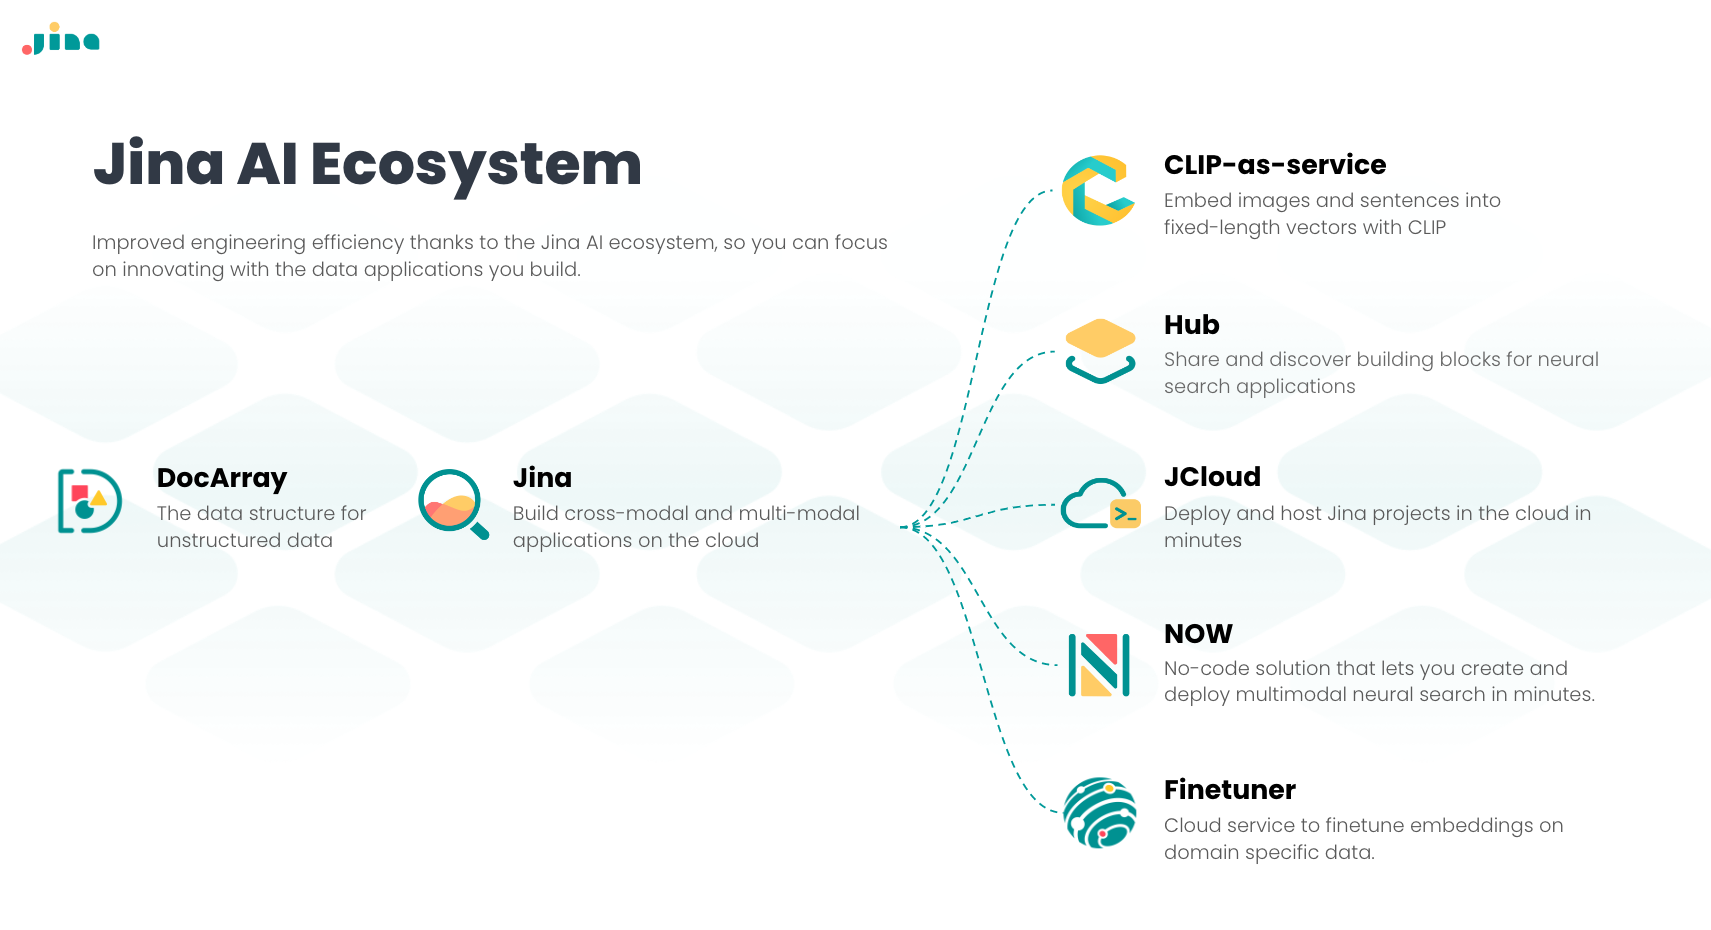 Jina
Jina AI Ecosystem
Improved engineering efficiency thanks to the Jina AI ecosystem, so you can focus
on innovating with the data applications you build.
DocArray
The data structure for
unstructured data
Jina
Build cross-modal and multi-modal
applications on the cloud
CLIP-as-service
Embed images and sentences into
fixed-length vectors with CLIP
Hub
Share and discover building blocks for neural
search applications
JCloud
Deploy and host Jina projects in the cloud in
minutes
NOW
No-code solution that lets you create and
deploy multimodal neural search in minutes.
Finetuner
Cloud service to finetune embeddings on
domain specific data.